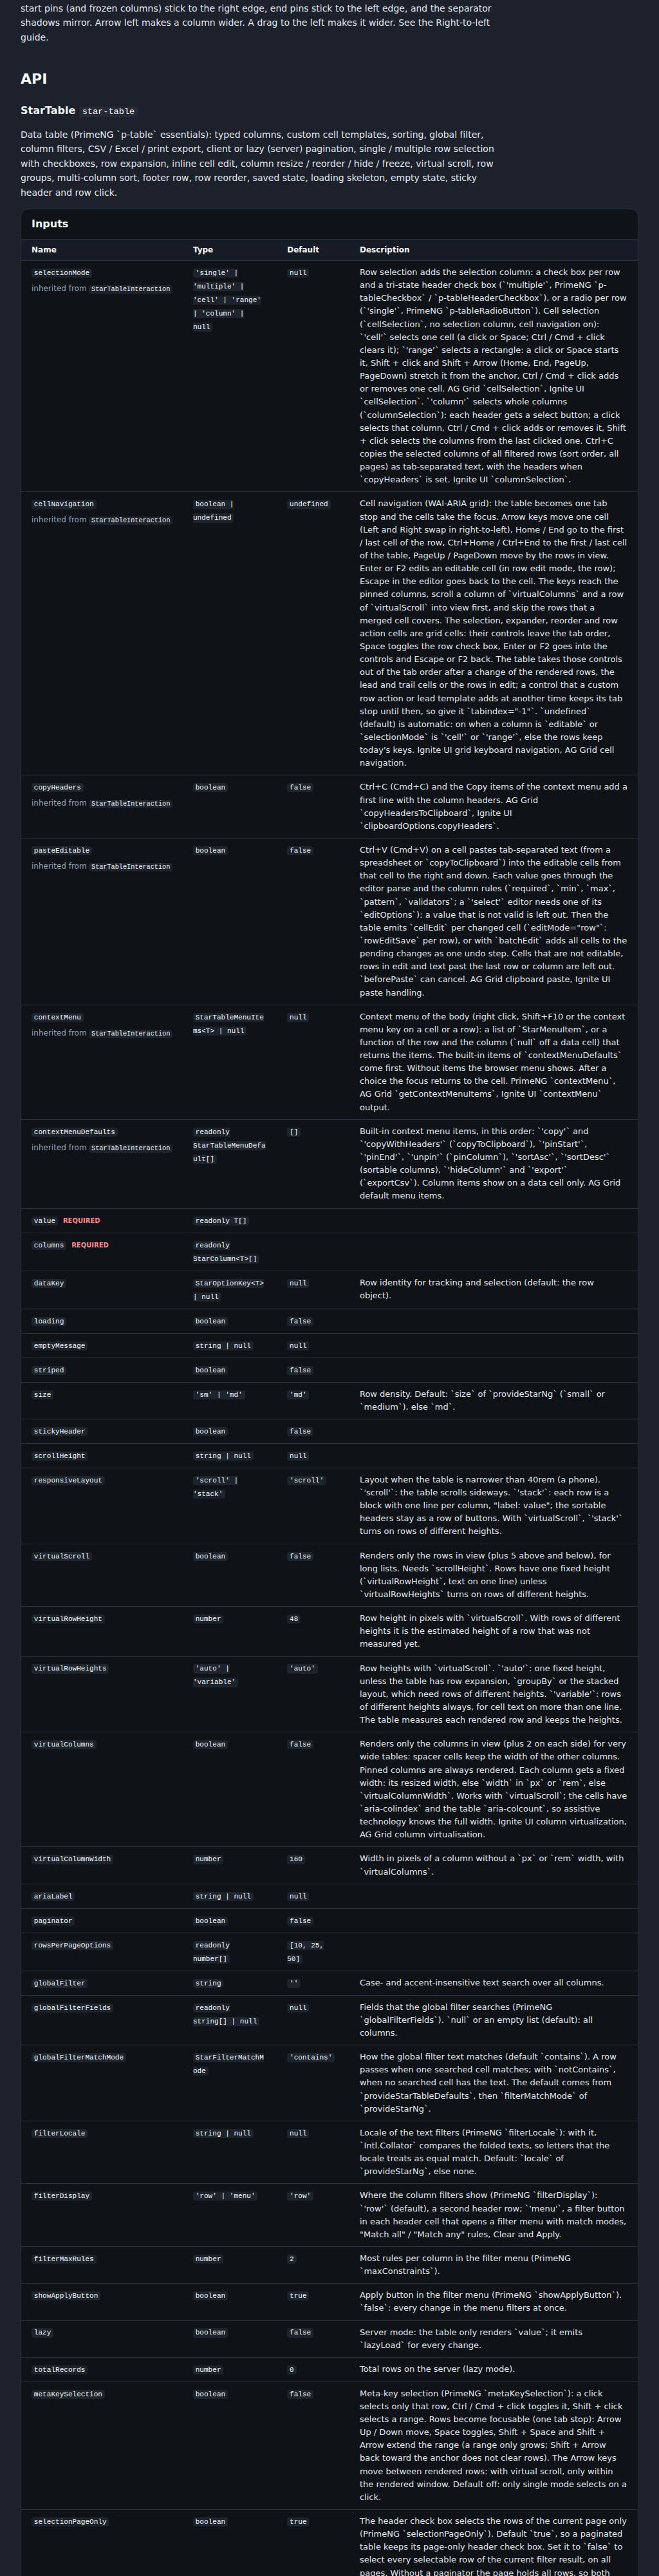 start pins (and frozen columns) stick to the right edge, end pins stick to the left edge, and the separator
shadows mirror. Arrow left makes a column wider. A drag to the left makes it wider. See the Right-to-left
guide.
API
StarTable star-table
Data table (PrimeNG `p-table` essentials): typed columns, custom cell templates, sorting, global filter,
column filters, CSV / Excel / print export, client or lazy (server) pagination, single / multiple row selection
with checkboxes, row expansion, inline cell edit, column resize / reorder / hide / freeze, virtual scroll, row
groups, multi-column sort, footer row, row reorder, saved state, loading skeleton, empty state, sticky
header and row click.
Inputs
Name Type Default Description
selectionMode 'single' | null Row selection adds the selection column: a check box per row
inherited from StarTableInteraction 'multiple' | and a tri-state header check box (`'multiple'`, PrimeNG `p-
'cell' | 'range' tableCheckbox` / `p-tableHeaderCheckbox`), or a radio per row
| 'column' | (`'single'`, PrimeNG `p-tableRadioButton`). Cell selection
null (`cellSelection`, no selection column, cell navigation on):
`'cell'` selects one cell (a click or Space; Ctrl / Cmd + click
clears it); `'range'` selects a rectangle: a click or Space starts
it, Shift + click and Shift + Arrow (Home, End, PageUp,
PageDown) stretch it from the anchor, Ctrl / Cmd + click adds
or removes one cell. AG Grid `cellSelection`, Ignite UI
`cellSelection`. `'column'` selects whole columns
(`columnSelection`): each header gets a select button; a click
selects that column, Ctrl / Cmd + click adds or removes it, Shift
+ click selects the columns from the last clicked one. Ctrl+C
copies the selected columns of all filtered rows (sort order, all
pages) as tab-separated text, with the headers when
`copyHeaders` is set. Ignite UI `columnSelection`.
cellNavigation boolean | undefined Cell navigation (WAI-ARIA grid): the table becomes one tab
inherited from StarTableInteraction undefined stop and the cells take the focus. Arrow keys move one cell
(Left and Right swap in right-to-left), Home / End go to the first
/ last cell of the row, Ctrl+Home / Ctrl+End to the first / last cell
of the table, PageUp / PageDown move by the rows in view.
Enter or F2 edits an editable cell (in row edit mode, the row);
Escape in the editor goes back to the cell. The keys reach the
pinned columns, scroll a column of `virtualColumns` and a row
of `virtualScroll` into view first, and skip the rows that a
merged cell covers. The selection, expander, reorder and row
action cells are grid cells: their controls leave the tab order,
Space toggles the row check box, Enter or F2 goes into the
controls and Escape or F2 back. The table takes those controls
out of the tab order after a change of the rendered rows, the
lead and trail cells or the rows in edit; a control that a custom
row action or lead template adds at another time keeps its tab
stop until then, so give it `tabindex="-1"`. `undefined`
(default) is automatic: on when a column is `editable` or
`selectionMode` is `'cell'` or `'range'`, else the rows keep
today's keys. Ignite UI grid keyboard navigation, AG Grid cell
navigation.
copyHeaders boolean false Ctrl+C (Cmd+C) and the Copy items of the context menu add a
inherited from StarTableInteraction first line with the column headers. AG Grid
`copyHeadersToClipboard`, Ignite UI
`clipboardOptions.copyHeaders`.
pasteEditable boolean false Ctrl+V (Cmd+V) on a cell pastes tab-separated text (from a
inherited from StarTableInteraction spreadsheet or `copyToClipboard`) into the editable cells from
that cell to the right and down. Each value goes through the
editor parse and the column rules (`required`, `min`, `max`,
`pattern`, `validators`; a `'select'` editor needs one of its
`editOptions`): a value that is not valid is left out. Then the
table emits `cellEdit` per changed cell (`editMode="row"`:
`rowEditSave` per row), or with `batchEdit` adds all cells to the
pending changes as one undo step. Cells that are not editable,
rows in edit and text past the last row or column are left out.
`beforePaste` can cancel. AG Grid clipboard paste, Ignite UI
paste handling.
contextMenu StarTableMenuIte null Context menu of the body (right click, Shift+F10 or the context
inherited from StarTableInteraction ms<T> | null menu key on a cell or a row): a list of `StarMenuItem`, or a
function of the row and the column (`null` off a data cell) that
returns the items. The built-in items of `contextMenuDefaults`
come first. Without items the browser menu shows. After a
choice the focus returns to the cell. PrimeNG `contextMenu`,
AG Grid `getContextMenuItems`, Ignite UI `contextMenu`
output.
contextMenuDefaults readonly [] Built-in context menu items, in this order: `'copy'` and
inherited from StarTableInteraction StarTableMenuDefa `'copyWithHeaders'` (`copyToClipboard`), `'pinStart'`,
ult[] `'pinEnd'`, `'unpin'` (`pinColumn`), `'sortAsc'`, `'sortDesc'`
(sortable columns), `'hideColumn'` and `'export'`
(`exportCsv`). Column items show on a data cell only. AG Grid
default menu items.
value REQUIRED readonly T[]
columns REQUIRED readonly
StarColumn<T>[]
dataKey StarOptionKey<T> null Row identity for tracking and selection (default: the row
| null object).
loading boolean false
emptyMessage string | null null
striped boolean false
size 'sm' | 'md' 'md' Row density. Default: `size` of `provideStarNg` (`small` or
`medium`), else `md`.
stickyHeader boolean false
scrollHeight string | null null
responsiveLayout 'scroll' | 'scroll' Layout when the table is narrower than 40rem (a phone).
'stack' `'scroll'`: the table scrolls sideways. `'stack'`: each row is a
block with one line per column, "label: value"; the sortable
headers stay as a row of buttons. With `virtualScroll`, `'stack'`
turns on rows of different heights.
virtualScroll boolean false Renders only the rows in view (plus 5 above and below), for
long lists. Needs `scrollHeight`. Rows have one fixed height
(`virtualRowHeight`, text on one line) unless
`virtualRowHeights` turns on rows of different heights.
virtualRowHeight number 48 Row height in pixels with `virtualScroll`. With rows of different
heights it is the estimated height of a row that was not
measured yet.
virtualRowHeights 'auto' | 'auto' Row heights with `virtualScroll`. `'auto'`: one fixed height,
'variable' unless the table has row expansion, `groupBy` or the stacked
layout, which need rows of different heights. `'variable'`: rows
of different heights always, for cell text on more than one line.
The table measures each rendered row and keeps the heights.
virtualColumns boolean false Renders only the columns in view (plus 2 on each side) for very
wide tables: spacer cells keep the width of the other columns.
Pinned columns are always rendered. Each column gets a fixed
width: its resized width, else `width` in `px` or `rem`, else
`virtualColumnWidth`. Works with `virtualScroll`; the cells have
`aria-colindex` and the table `aria-colcount`, so assistive
technology knows the full width. Ignite UI column virtualization,
AG Grid column virtualisation.
virtualColumnWidth number 160 Width in pixels of a column without a `px` or `rem` width, with
`virtualColumns`.
ariaLabel string | null null
paginator boolean false
rowsPerPageOptions readonly [10, 25,
number[] 50]
globalFilter string '' Case- and accent-insensitive text search over all columns.
globalFilterFields readonly null Fields that the global filter searches (PrimeNG
string[] | null `globalFilterFields`). `null` or an empty list (default): all
columns.
globalFilterMatchMode StarFilterMatchM 'contains' How the global filter text matches (default `contains`). A row
ode passes when one searched cell matches; with `notContains`,
when no searched cell has the text. The default comes from
`provideStarTableDefaults`, then `filterMatchMode` of
`provideStarNg`.
filterLocale string | null null Locale of the text filters (PrimeNG `filterLocale`): with it,
`Intl.Collator` compares the folded texts, so letters that the
locale treats as equal match. Default: `locale` of
`provideStarNg`, else none.
filterDisplay 'row' | 'menu' 'row' Where the column filters show (PrimeNG `filterDisplay`):
`'row'` (default), a second header row; `'menu'`, a filter button
in each header cell that opens a filter menu with match modes,
"Match all" / "Match any" rules, Clear and Apply.
filterMaxRules number 2 Most rules per column in the filter menu (PrimeNG
`maxConstraints`).
showApplyButton boolean true Apply button in the filter menu (PrimeNG `showApplyButton`).
`false`: every change in the menu filters at once.
lazy boolean false Server mode: the table only renders `value`; it emits
`lazyLoad` for every change.
totalRecords number 0 Total rows on the server (lazy mode).
metaKeySelection boolean false Meta-key selection (PrimeNG `metaKeySelection`): a click
selects only that row, Ctrl / Cmd + click toggles it, Shift + click
selects a range. Rows become focusable (one tab stop): Arrow
Up / Down move, Space toggles, Shift + Space and Shift +
Arrow extend the range (a range only grows; Shift + Arrow
back toward the anchor does not clear rows). The Arrow keys
move between rendered rows: with virtual scroll, only within
the rendered window. Default off: only single mode selects on a
click.
selectionPageOnly boolean true The header check box selects the rows of the current page only
(PrimeNG `selectionPageOnly`). Default `true`, so a paginated
table keeps its page-only header check box. Set it to `false` to
select every selectable row of the current filter result, on all
pages. Without a paginator the page holds all rows, so both